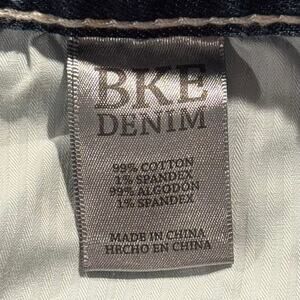 BKE
DENIM
99% COTTON
1% SPANDEX
99% ALGODON
1% SPANDEX
MADE IN CHINA
HECHO EN CHINA